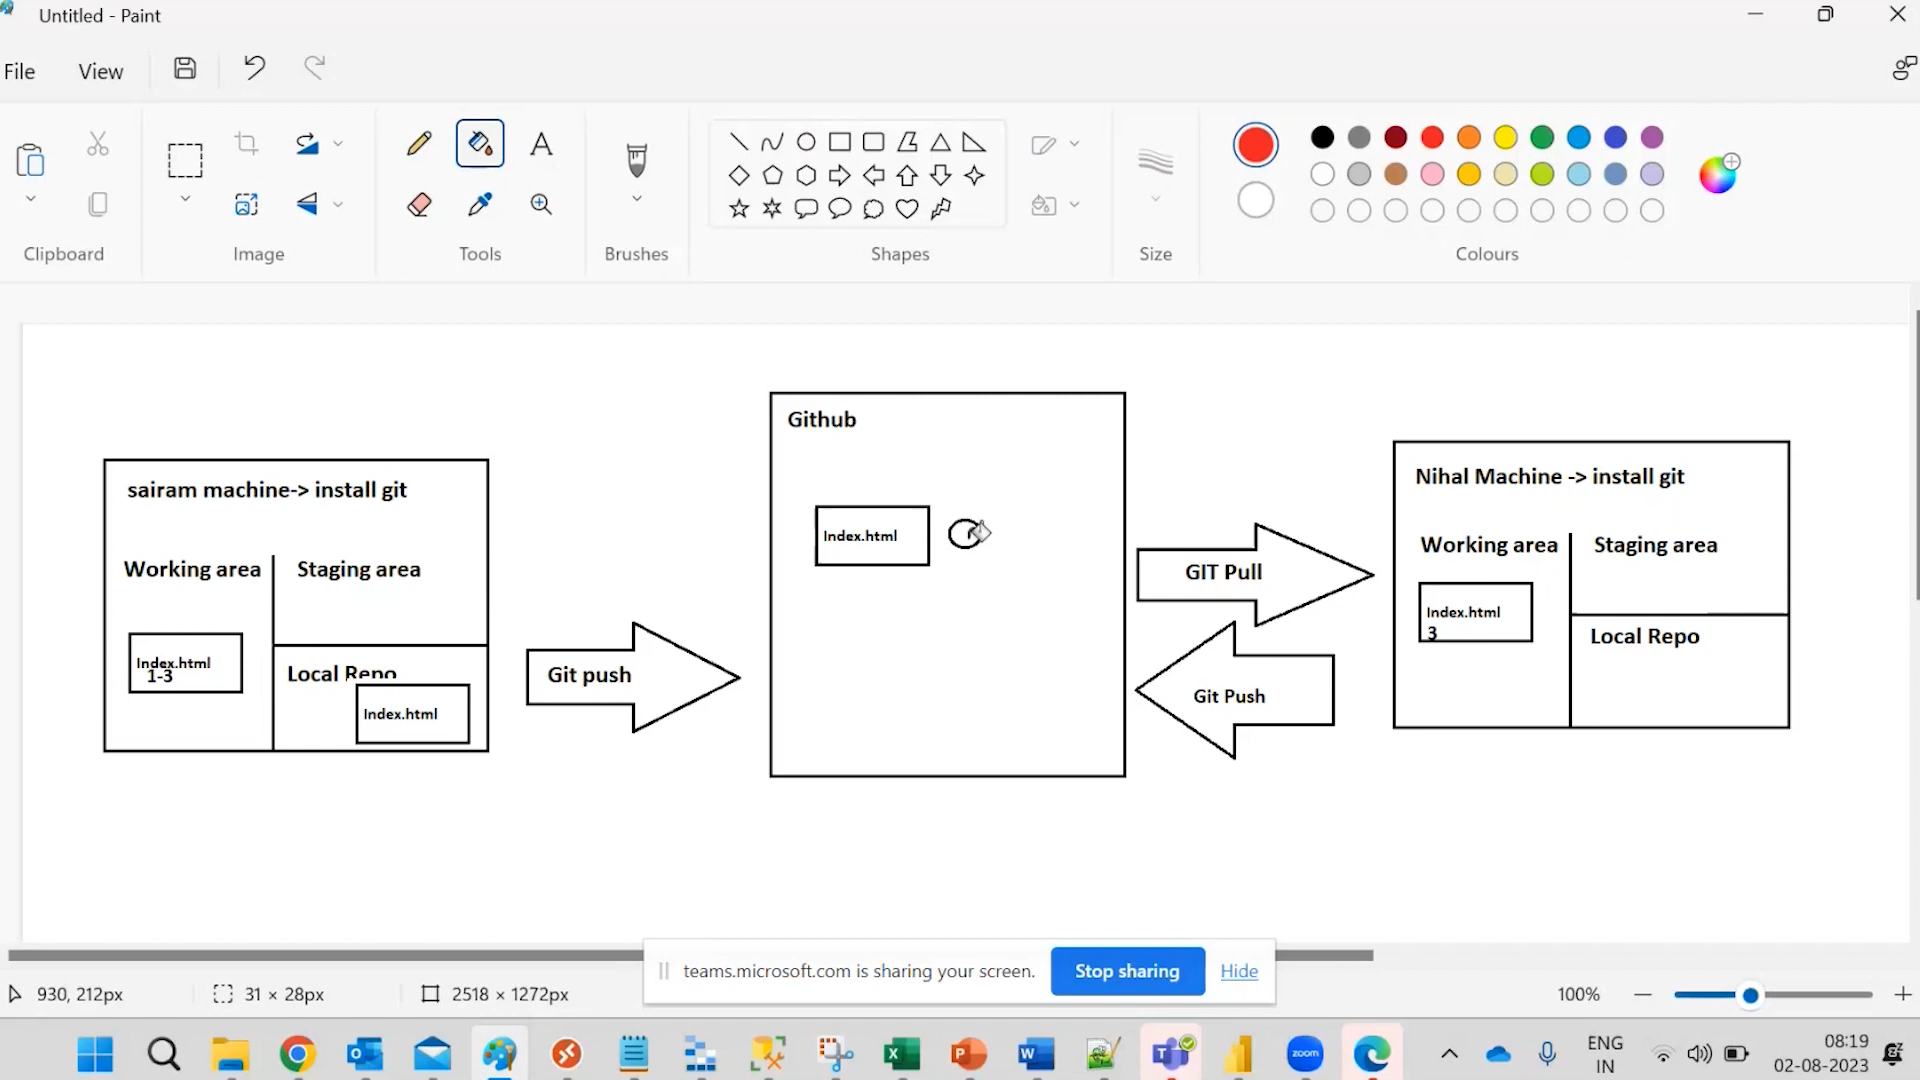 Untitled - Paint
File
View
Clipboard
Image
Tools
Brushes
Shapes
Size
Colours
Github
sairam machine-> install git
Nihal Machine -> install git
Index.html
Working area
Staging area
GIT Pull
Working area
Staging area
Index.html
3
Local Repo
Index.html
1-3
Local Repo
Git push
Git Push
Index.html
teams.microsoft.com is sharing your screen.
Stop sharing
Hide
930, 212px
31 × 28px
2518 × 1272px
100%
zoom
ENG
IN
08:19
02-08-2023